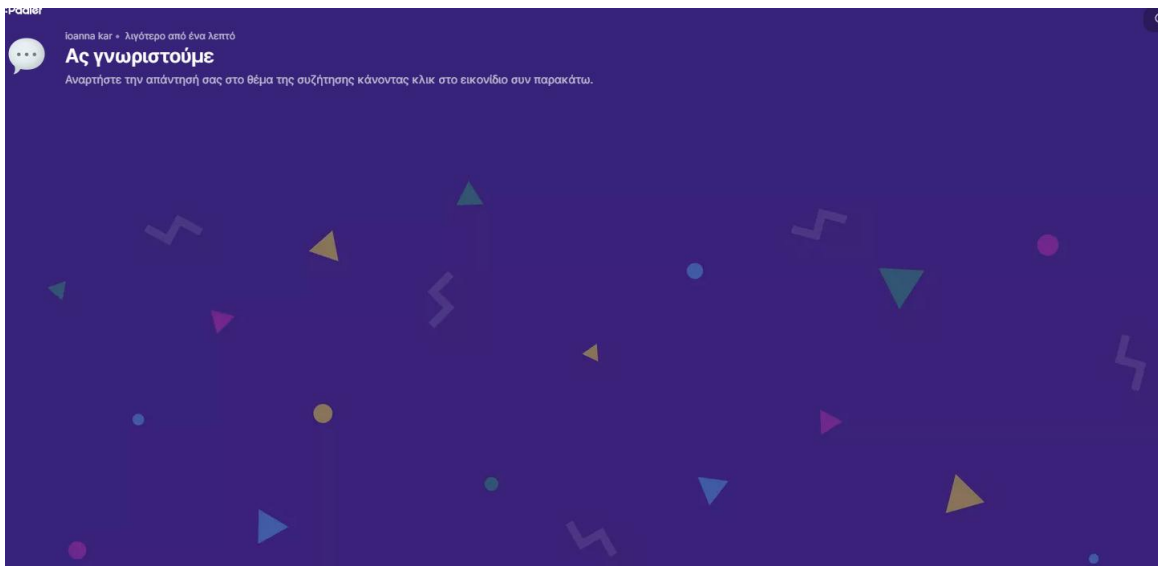 Padlet
ioanna kar • λιγότερο από ένα λεπτό
Ας γνωριστούμε
Αναρτήστε την απάντησή σας στο θέμα της συζήτησης κάνοντας κλικ στο εικονίδιο συν παρακάτω.